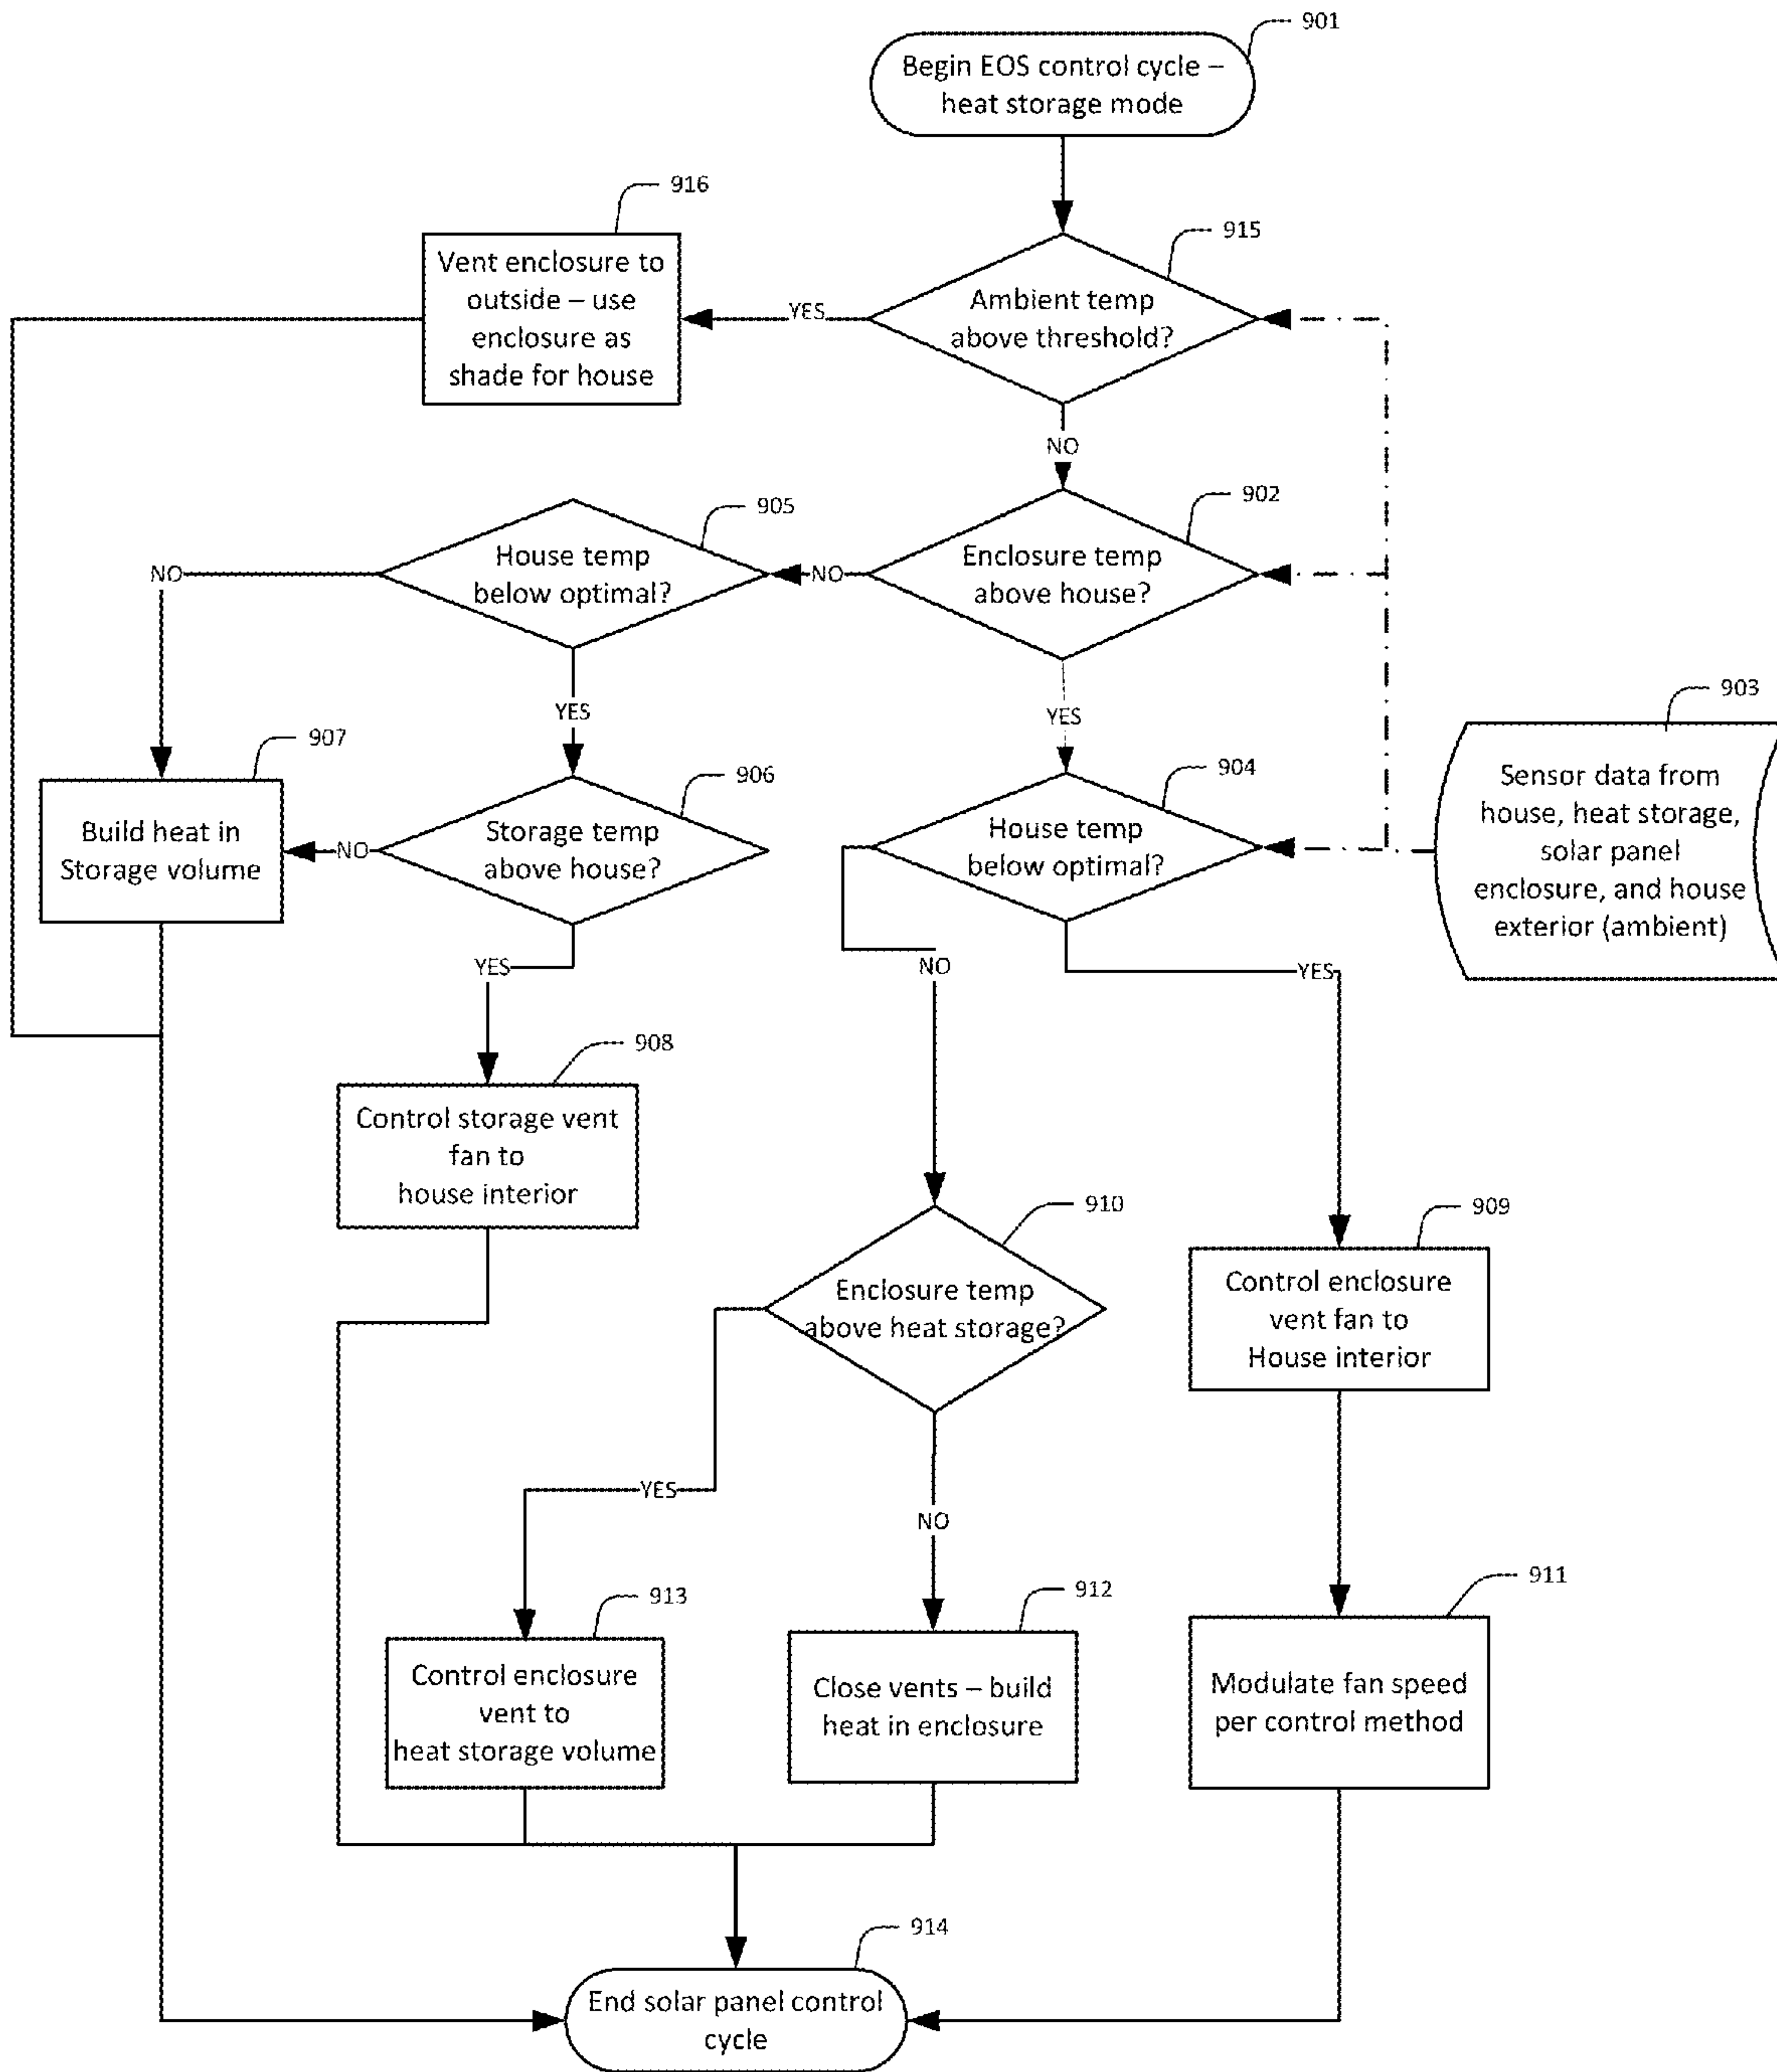 901
Begin EOS control cycle –
heat storage mode
916
Vent enclosure to
outside – use
enclosure as
shade for house
915
YES
Ambient temp
above threshold?
NO
905
House temp
below optimal?
NO
NO
902
Enclosure temp
above house?
YES
YES
903
Sensor data from
house, heat storage,
solar panel
enclosure, and house
exterior (ambient)
907
Build heat in
Storage volume
NO
906
Storage temp
above house?
904
House temp
below optimal?
YES
NO
YES
908
Control storage vent
fan to
house interior
910
Enclosure temp
above heat storage?
909
Control enclosure
vent fan to
House interior
YES
NO
913
Control enclosure
vent to
heat storage volume
912
Close vents – build
heat in enclosure
911
Modulate fan speed
per control method
914
End solar panel control
cycle